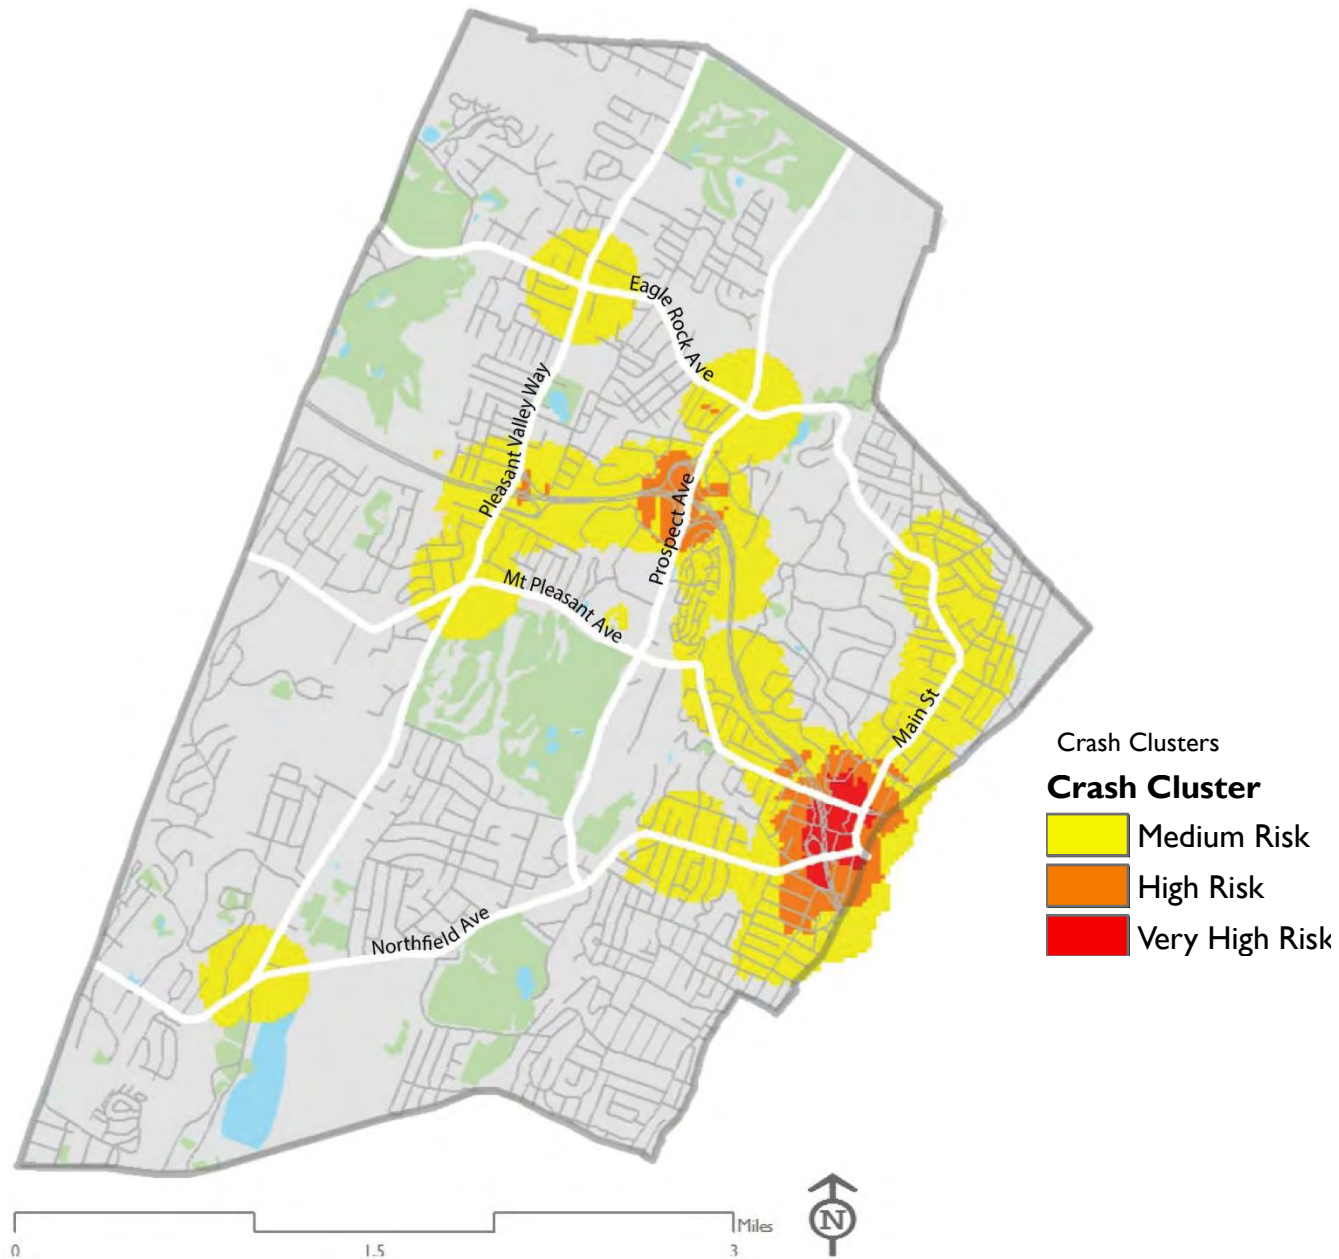 Eagle Rock Ave
Pleasant Valley Way
Prospect Ave
Mt Pleasant Ave
Main St
Northfield Ave
Crash Clusters
Crash Cluster
Medium Risk
High Risk
Very High Risk
Miles
0 1.5 3
N